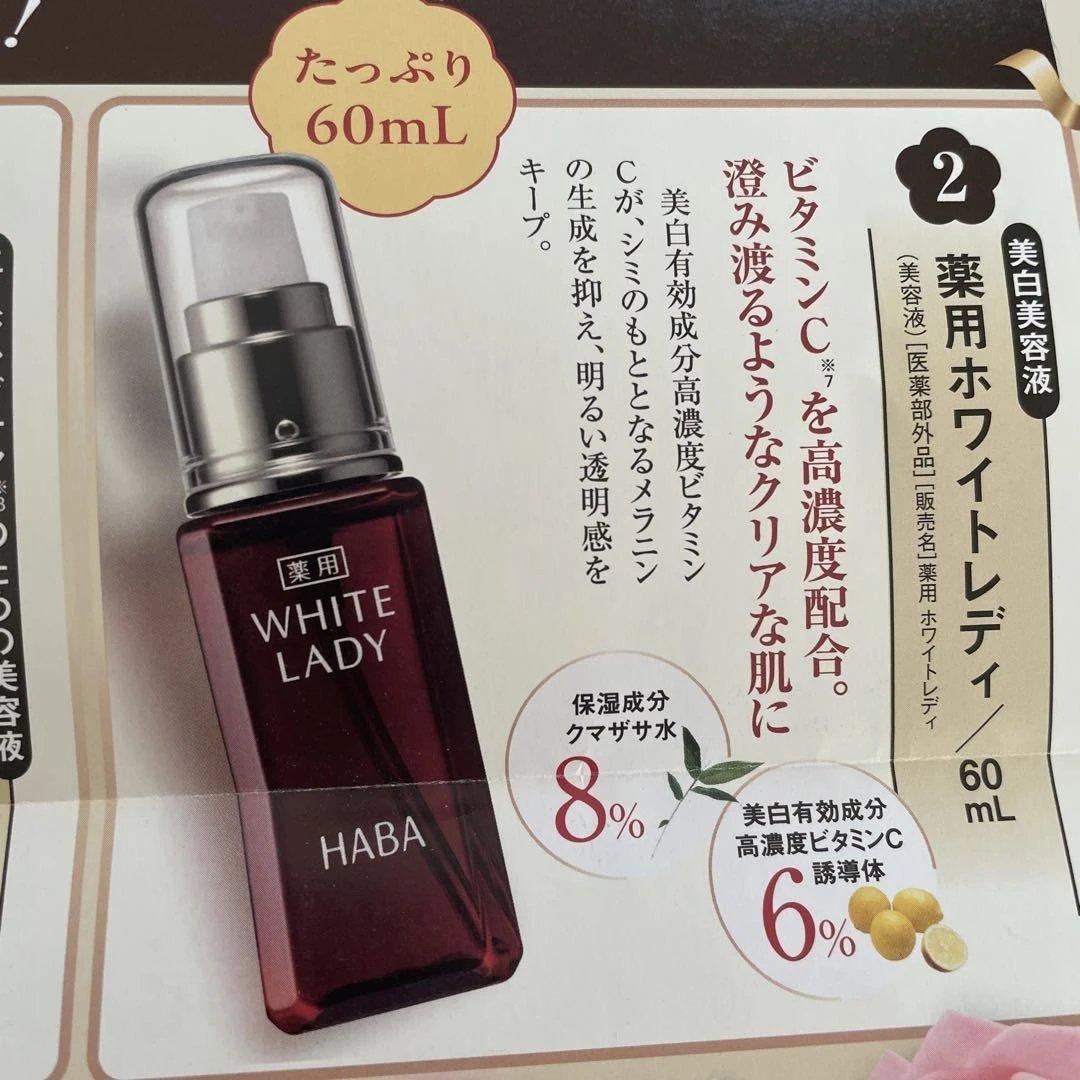 たっぷり
60mL
2
美白美容液
薬用ホワイトレディ／60mL
（美容液）［医薬部外品］［販売名］薬用 ホワイトレディ
ビタミンC※7を高濃度配合。
澄み渡るようなクリアな肌に
美白有効成分高濃度ビタミン
Cが、シミのもととなるメラニン
の生成を抑え、明るい透明感を
キープ。
薬用
WHITE
LADY
HABA
保湿成分
クマザサ水
8%
美白有効成分
高濃度ビタミンC
誘導体
6%
のための美容液